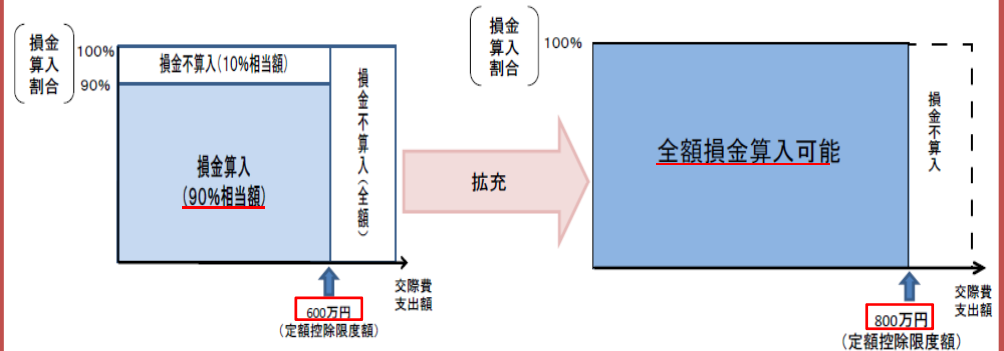 損金
算入
割合
100%
90%
損金不算入(10%相当額)
損金算入
(90%相当額)
損金不算入(全額)
交際費
支出額
600万円
(定額控除限度額)
拡充
損金
算入
割合
100%
全額損金算入可能
損金不算入
交際費
支出額
800万円
(定額控除限度額)